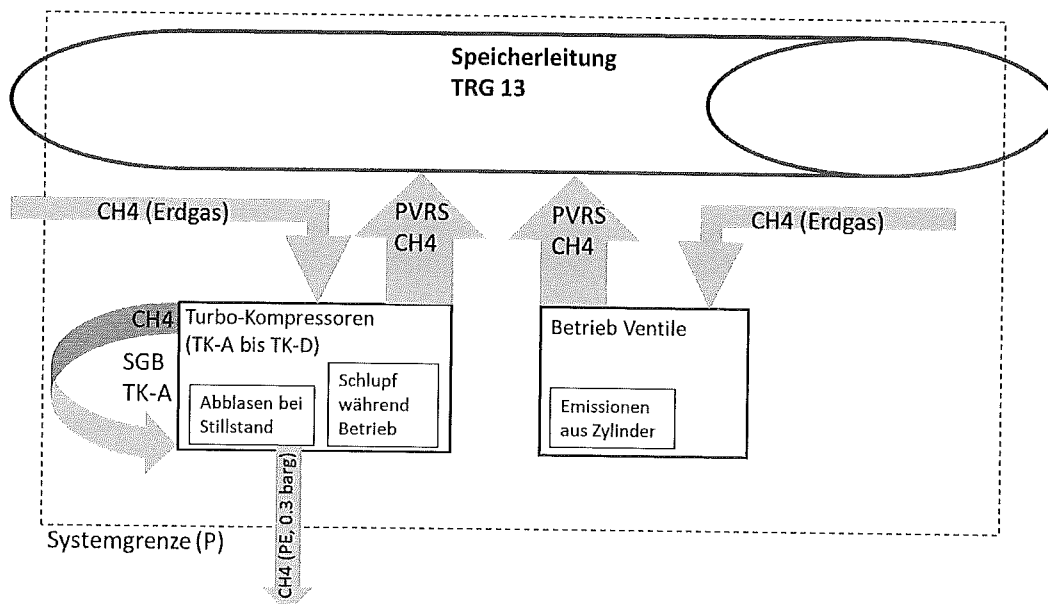 Speicherleitung
TRG 13
CH4 (Erdgas)
PVRS
CH4
PVRS
CH4
CH4 (Erdgas)
CH4
SGB
TK-A
Turbo-Kompressoren
(TK-A bis TK-D)
Abblasen bei
Stillstand
Schlupf
während
Betrieb
Betrieb Ventile
Emissionen
aus Zylinder
CH4 (PE, 0.3 barg)
Systemgrenze (P)